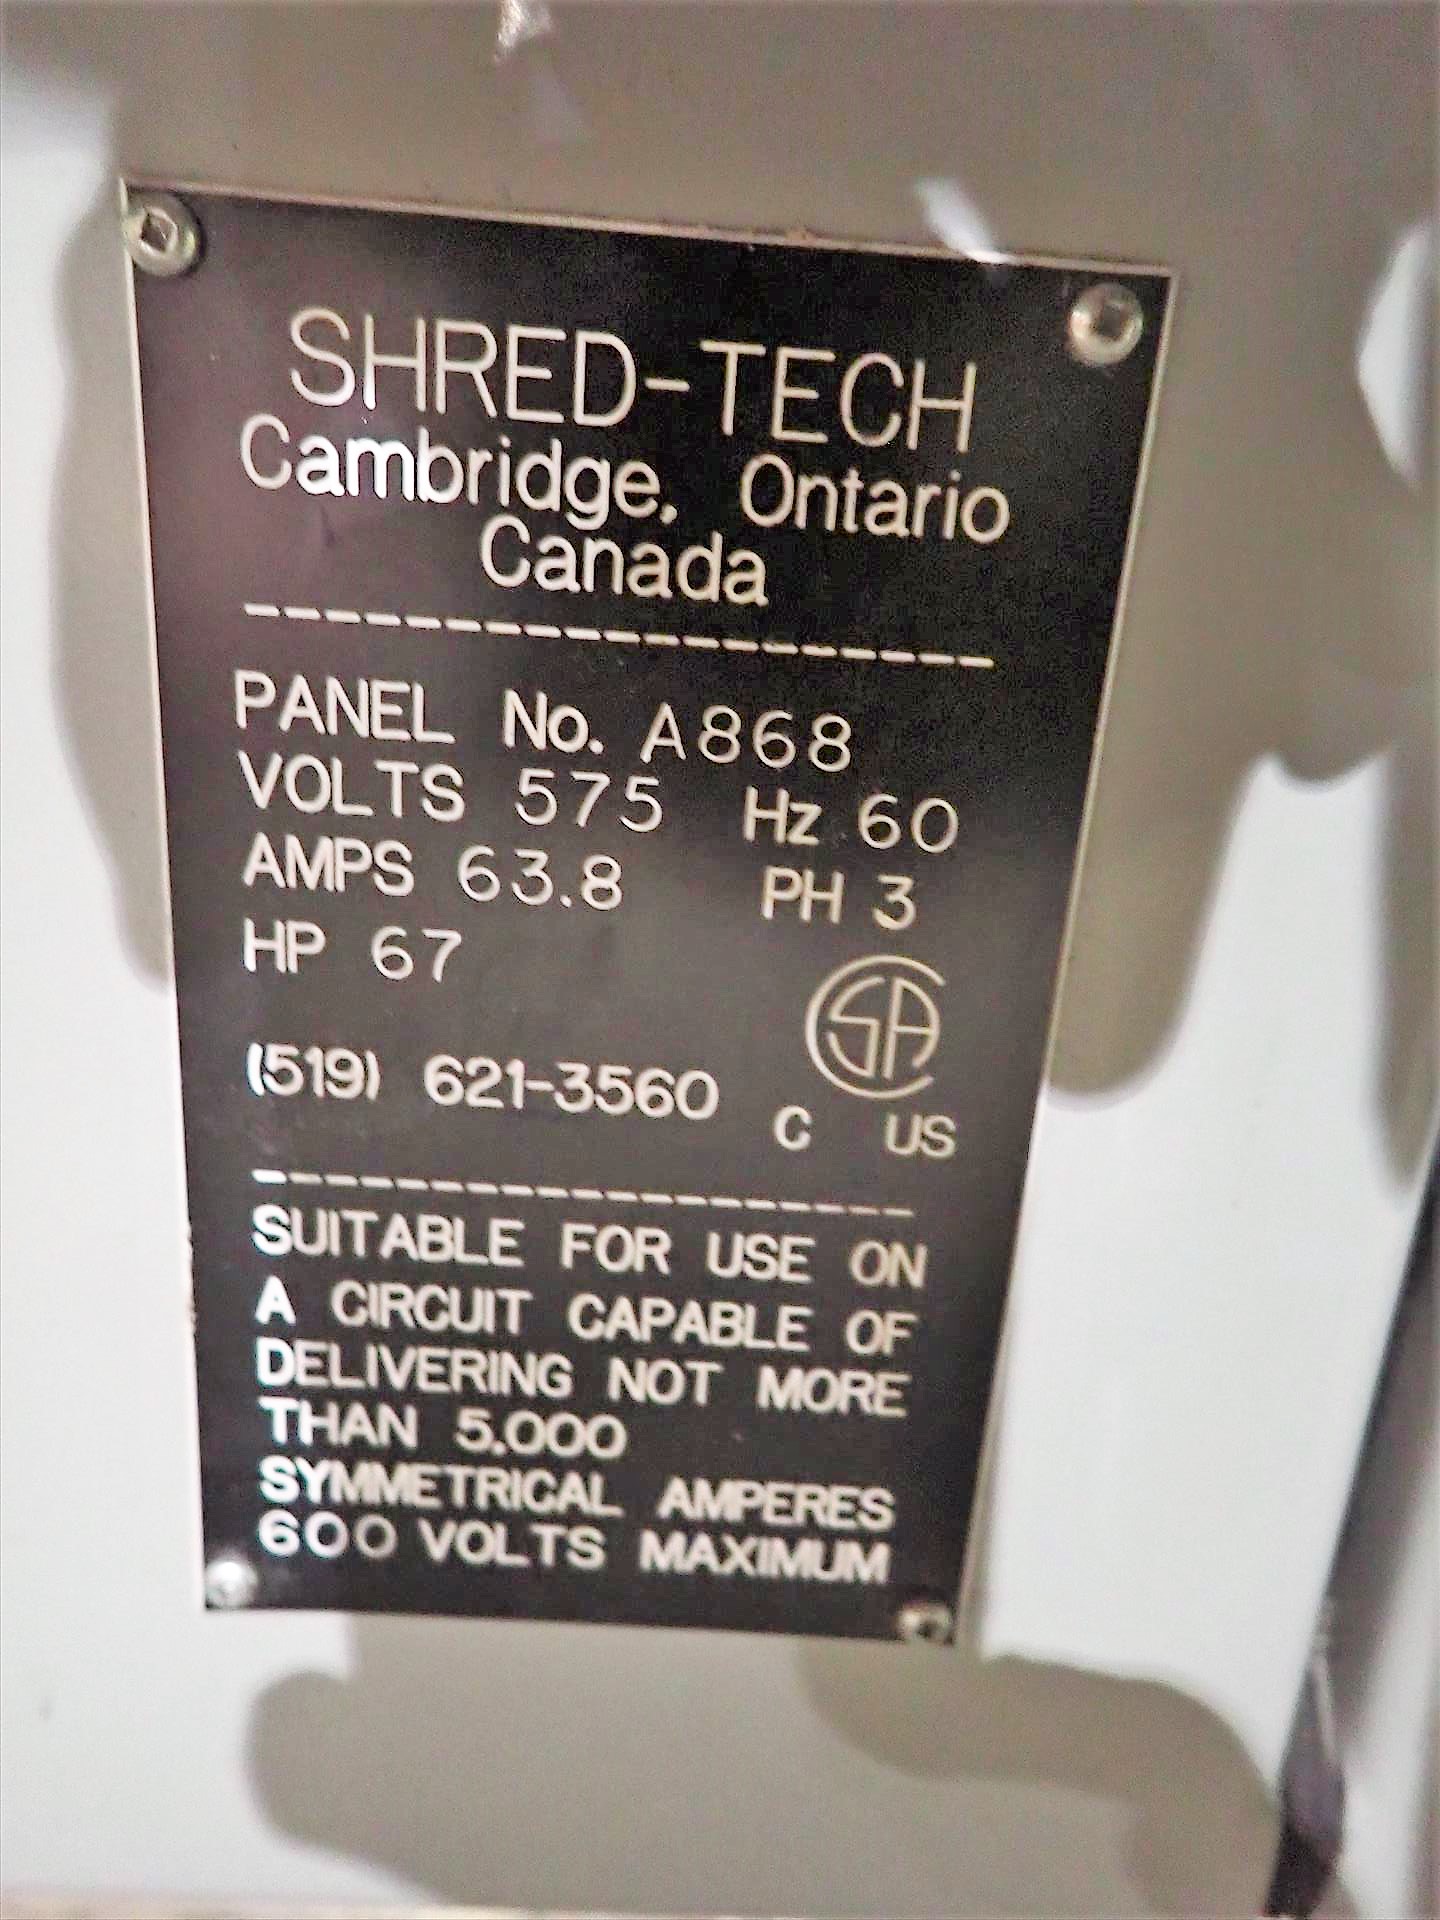 SHRED-TECH
Cambridge, Ontario
Canada
--------------------
PANEL No. A868
VOLTS 575 Hz 60
AMPS 63.8 PH 3
HP 67
CSA
(519) 621-3560 C US
--------------------
SUITABLE FOR USE ON
A CIRCUIT CAPABLE OF
DELIVERING NOT MORE
THAN 5,000
SYMMETRICAL AMPERES
600 VOLTS MAXIMUM